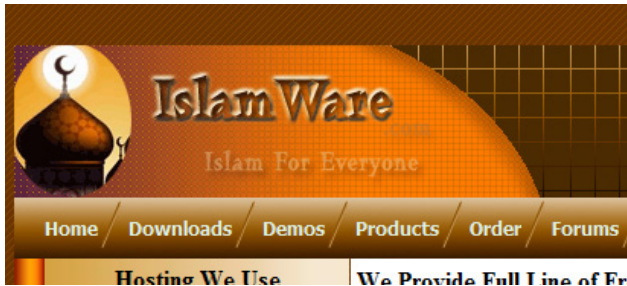 IslamWare
.com
Islam For Everyone
Home / Downloads / Demos / Products / Order / Forums /
Hosting We Use
We Provide Full Line of Fr